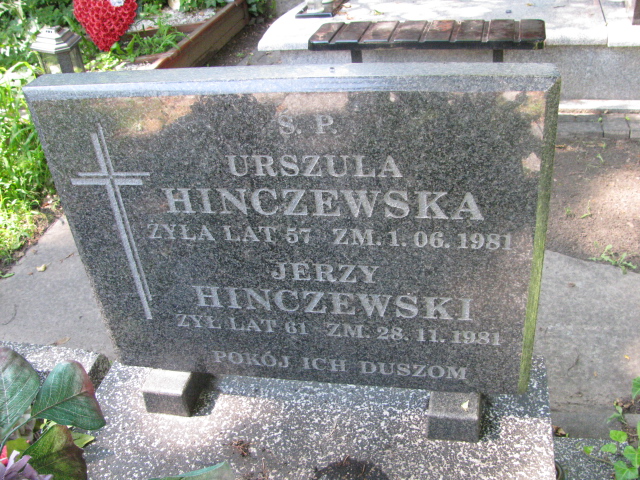 Ś. P.
URSZULA
HINCZEWSKA
ŻYŁA LAT 57 ZM. 1. 06. 1981
JERZY
HINCZEWSKI
ŻYŁ LAT 61 ZM. 28. 11. 1981
POKÓJ ICH DUSZOM